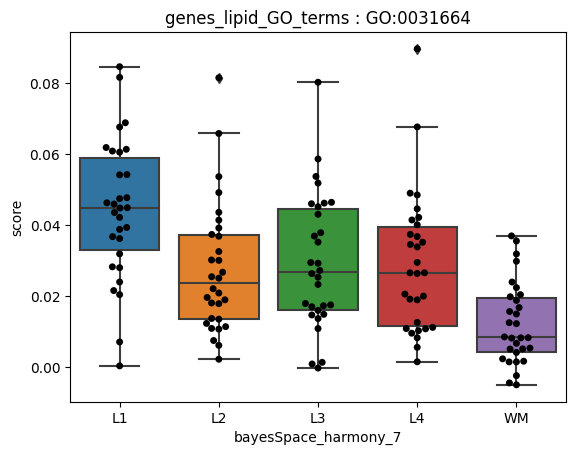 genes_lipid_GO_terms : GO:0031664
0.08
0.06
0.04
0.02
0.00
score
L1 L2 L3 L4 WM
bayesSpace_harmony_7